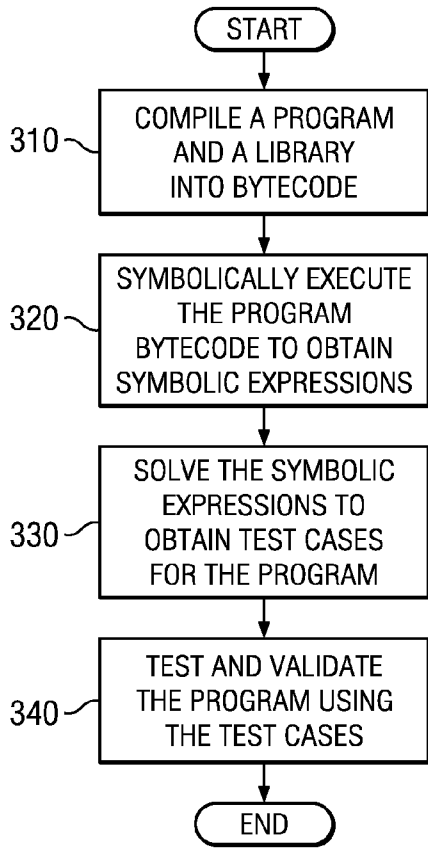 START
310
COMPILE A PROGRAM
AND A LIBRARY
INTO BYTECODE
320
SYMBOLICALLY EXECUTE
THE PROGRAM
BYTECODE TO OBTAIN
SYMBOLIC EXPRESSIONS
330
SOLVE THE SYMBOLIC
EXPRESSIONS TO
OBTAIN TEST CASES
FOR THE PROGRAM
340
TEST AND VALIDATE
THE PROGRAM USING
THE TEST CASES
END